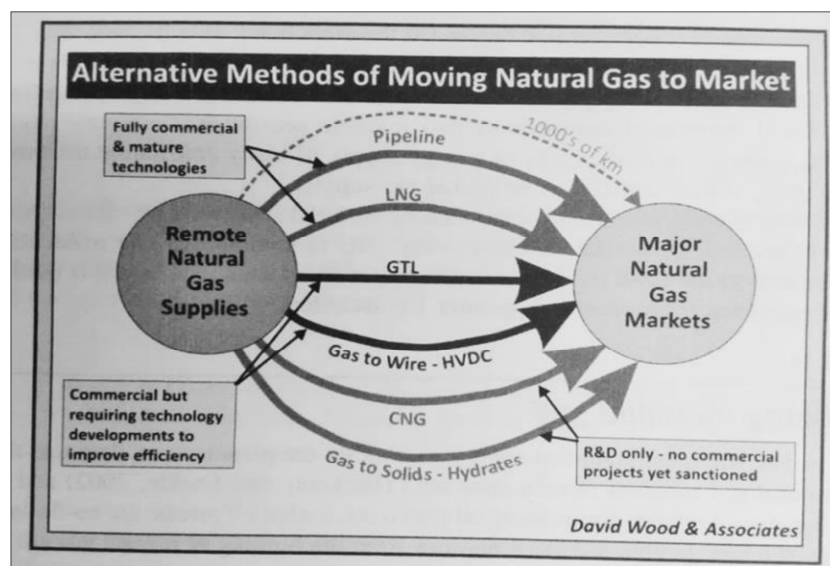 Alternative Methods of Moving Natural Gas to Market
Fully commercial
& mature
technologies
Pipeline
1000's of km
LNG
Remote
Natural
Gas
Supplies
GTL
Major
Natural
Gas
Markets
Gas to Wire - HVDC
Commercial but
requiring technology
developments to
improve efficiency
CNG
Gas to Solids - Hydrates
R&D only - no commercial
projects yet sanctioned
David Wood & Associates